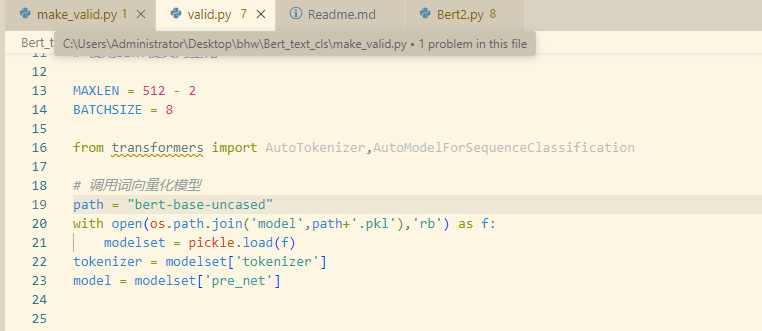 make_valid.py 1
valid.py 7 ×
Readme.md
Bert2.py 8
Bert_t
C:\Users\Administrator\Desktop\bhw\Bert_text_cls\make_valid.py • 1 problem in this file
11
12
13 MAXLEN = 512 - 2
14 BATCHSIZE = 8
15
16 from transformers import AutoTokenizer,AutoModelForSequenceClassification
17
18 # 调用词向量化模型
19 path = "bert-base-uncased"
20 with open(os.path.join('model',path+'.pkl'),'rb') as f:
21 modelset = pickle.load(f)
22 tokenizer = modelset['tokenizer']
23 model = modelset['pre_net']
24
25